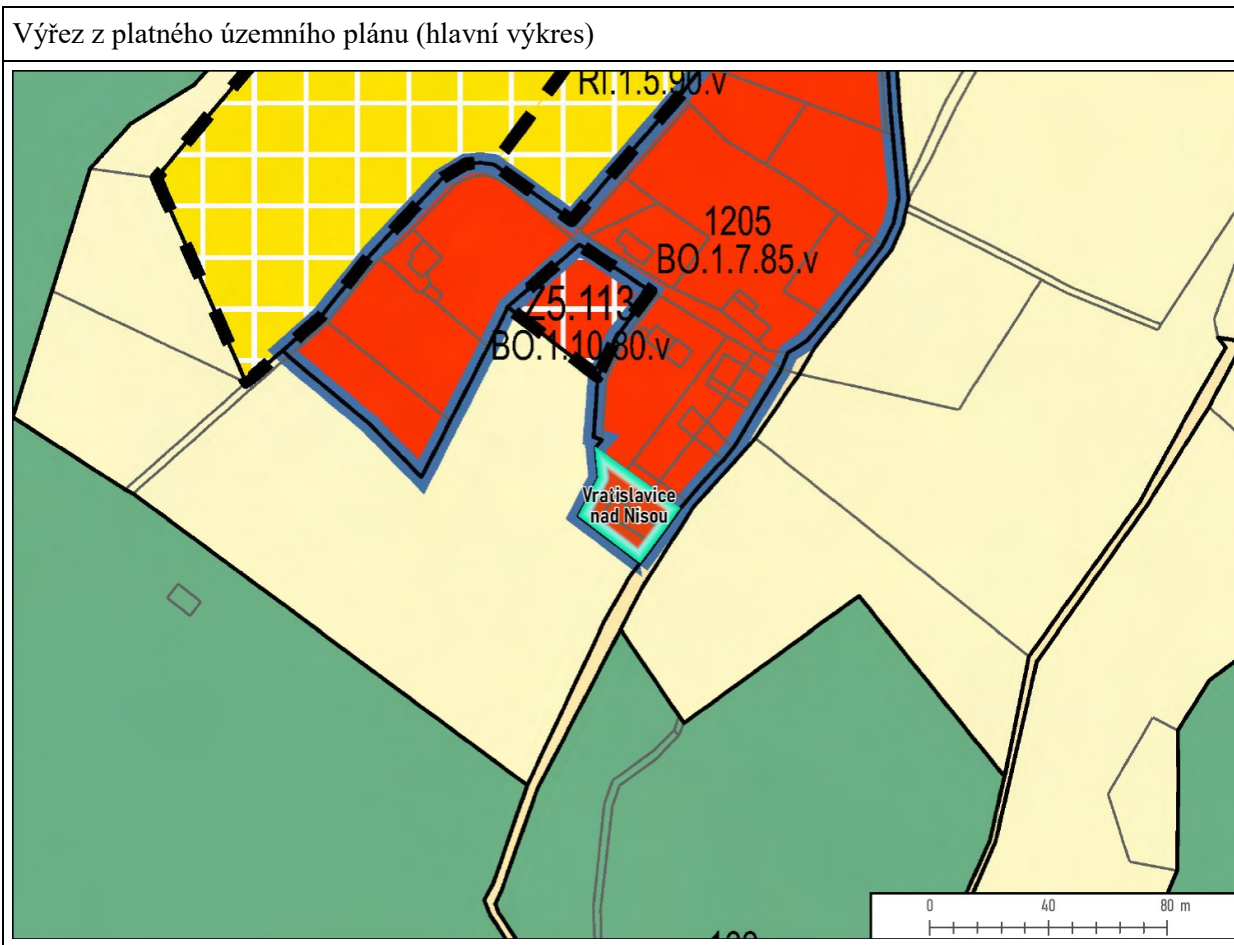 Výřez z platného územního plánu (hlavní výkres)
RI.1.5.90.v
1205
BO.1.7.85.v
Z5.113
BO.1.10.80.v
Vratislavice
nad Nisou
0 40 80 m